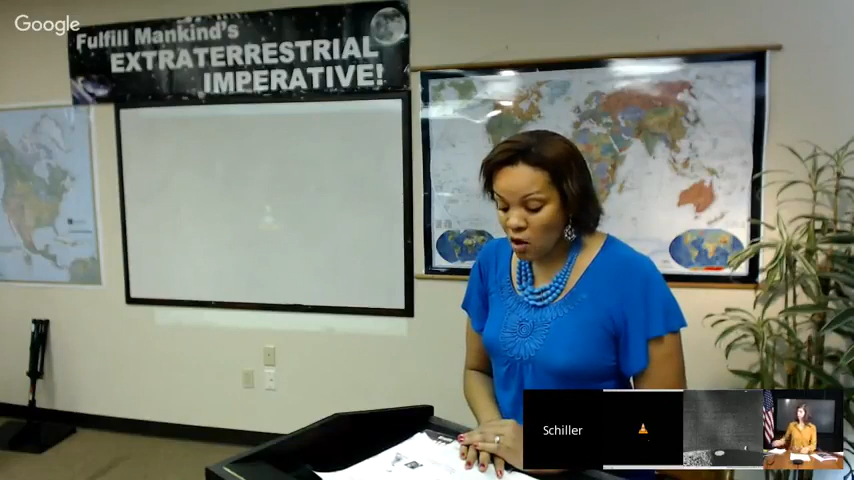 Google
Fulfill Mankind's
EXTRATERRESTRIAL
IMPERATIVE!
Schiller